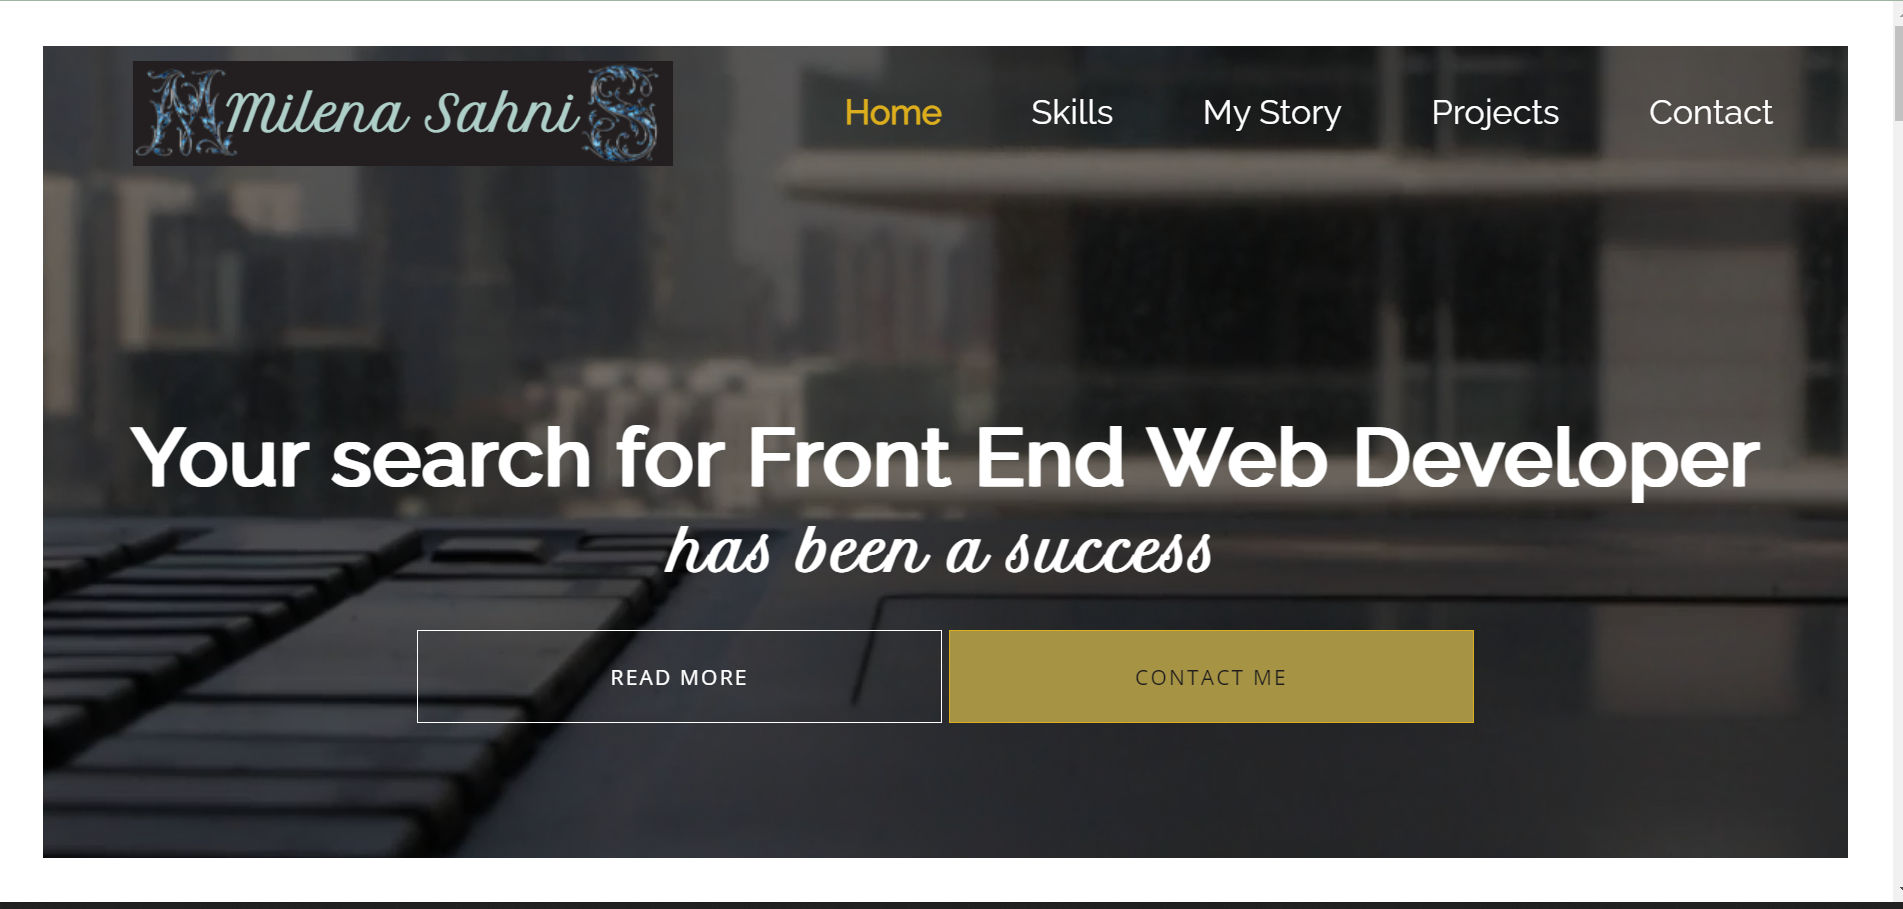 M Milena Sahni S
Home Skills My Story Projects Contact
Your search for Front End Web Developer
has been a success
READ MORE CONTACT ME